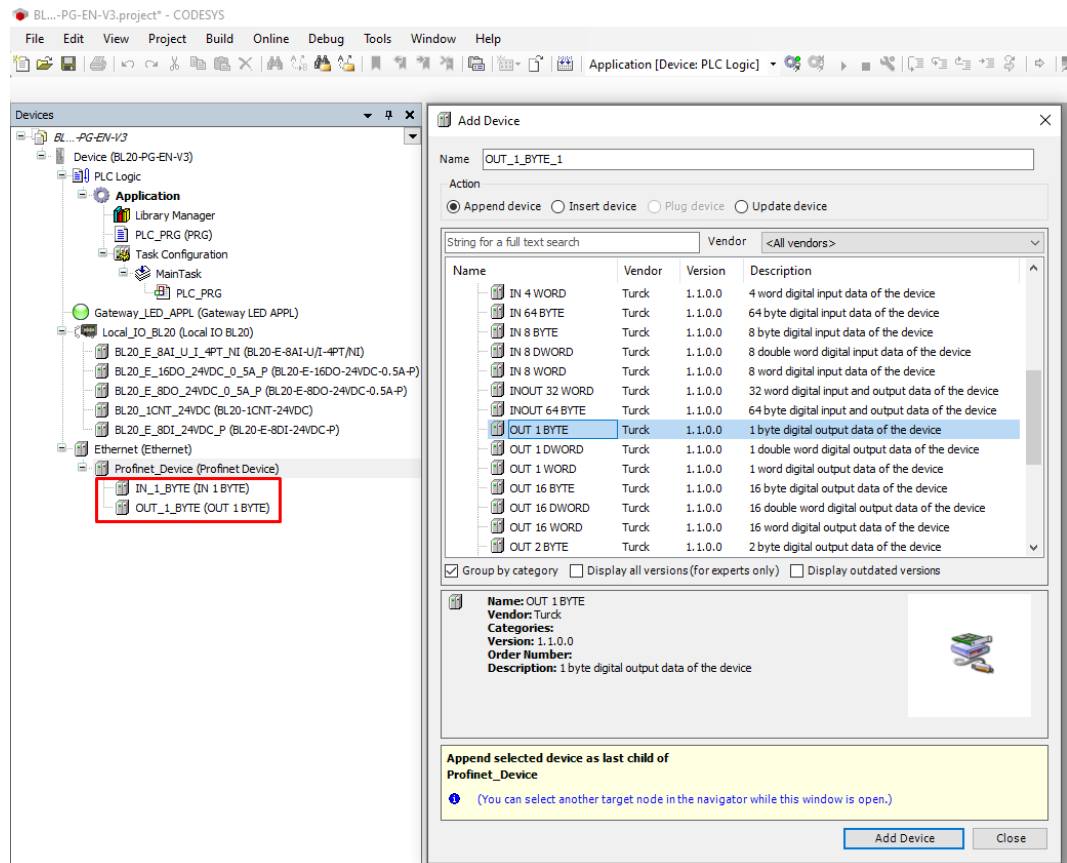 BL...-PG-EN-V3.project* - CODESYS
File Edit View Project Build Online Debug Tools Window Help
Application [Device: PLC Logic]
Devices
BL...-PG-EN-V3
Device (BL20-PG-EN-V3)
PLC Logic
Application
Library Manager
PLC_PRG (PRG)
Task Configuration
MainTask
PLC_PRG
Gateway_LED_APPL (Gateway LED APPL)
Local_IO_BL20 (Local IO BL20)
BL20_E_8AI_U_I_4PT_NI (BL20-E-8AI-U/I-4PT/NI)
BL20_E_16DO_24VDC_0_5A_P (BL20-E-16DO-24VDC-0.5A-P)
BL20_E_8DO_24VDC_0_5A_P (BL20-E-8DO-24VDC-0.5A-P)
BL20_1CNT_24VDC (BL20-1CNT-24VDC)
BL20_E_8DI_24VDC_P (BL20-E-8DI-24VDC-P)
Ethernet (Ethernet)
Profinet_Device (Profinet Device)
IN_1_BYTE (IN 1 BYTE)
OUT_1_BYTE (OUT 1 BYTE)
Add Device
Name OUT_1_BYTE_1
Action
Append device Insert device Plug device Update device
String for a full text search Vendor <All vendors>
Name Vendor Version Description
IN 4 WORD Turck 1.1.0.0 4 word digital input data of the device
IN 64 BYTE Turck 1.1.0.0 64 byte digital input data of the device
IN 8 BYTE Turck 1.1.0.0 8 byte digital input data of the device
IN 8 DWORD Turck 1.1.0.0 8 double word digital input data of the device
IN 8 WORD Turck 1.1.0.0 8 word digital input data of the device
INOUT 32 WORD Turck 1.1.0.0 32 word digital input and output data of the device
INOUT 64 BYTE Turck 1.1.0.0 64 byte digital input and output data of the device
OUT 1 BYTE Turck 1.1.0.0 1 byte digital output data of the device
OUT 1 DWORD Turck 1.1.0.0 1 double word digital output data of the device
OUT 1 WORD Turck 1.1.0.0 1 word digital output data of the device
OUT 16 BYTE Turck 1.1.0.0 16 byte digital output data of the device
OUT 16 DWORD Turck 1.1.0.0 16 double word digital output data of the device
OUT 16 WORD Turck 1.1.0.0 16 word digital output data of the device
OUT 2 BYTE Turck 1.1.0.0 2 byte digital output data of the device
Group by category Display all versions (for experts only) Display outdated versions
Name: OUT 1 BYTE
Vendor: Turck
Categories:
Version: 1.1.0.0
Order Number:
Description: 1 byte digital output data of the device
Append selected device as last child of
Profinet_Device
(You can select another target node in the navigator while this window is open.)
Add Device Close